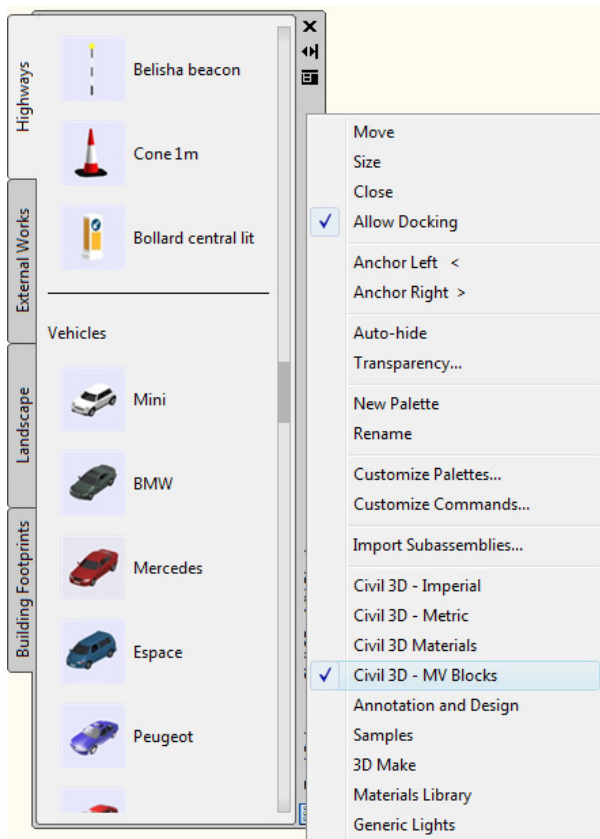 Highways
External Works
Landscape
Building Footprints
Belisha beacon
Cone 1m
Bollard central lit
Vehicles
Mini
BMW
Mercedes
Espace
Peugeot
Move
Size
Close
Allow Docking
Anchor Left <
Anchor Right >
Auto-hide
Transparency...
New Palette
Rename
Customize Palettes...
Customize Commands...
Import Subassemblies...
Civil 3D - Imperial
Civil 3D - Metric
Civil 3D Materials
Civil 3D - MV Blocks
Annotation and Design
Samples
3D Make
Materials Library
Generic Lights